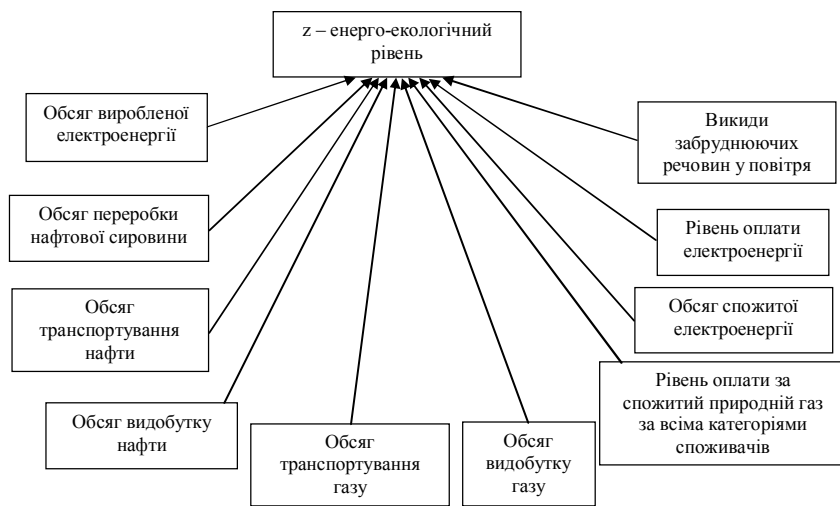 z – енерго-екологічний
рівень
Обсяг виробленої
електроенергії
Викиди
забруднюючих
речовин у повітря
Обсяг переробки
нафтової сировини
Рівень оплати
електроенергії
Обсяг
транспортування
нафти
Обсяг спожитої
електроенергії
Обсяг видобутку
нафти
Обсяг
транспортування
газу
Обсяг
видобутку
газу
Рівень оплати за
спожитий природній газ
за всіма категоріями
споживачів